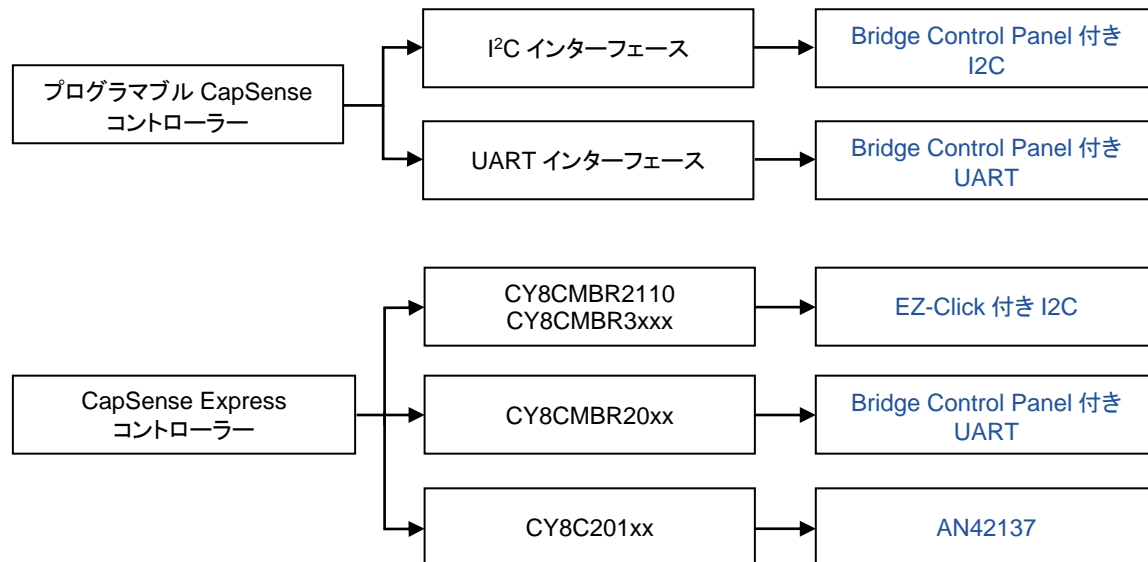 プログラマブル CapSense
コントローラー
I²C インターフェース
Bridge Control Panel 付き
I2C
UART インターフェース
Bridge Control Panel 付き
UART
CapSense Express
コントローラー
CY8CMBR2110
CY8CMBR3xxx
EZ-Click 付き I2C
CY8CMBR20xx
Bridge Control Panel 付き
UART
CY8C201xx
AN42137